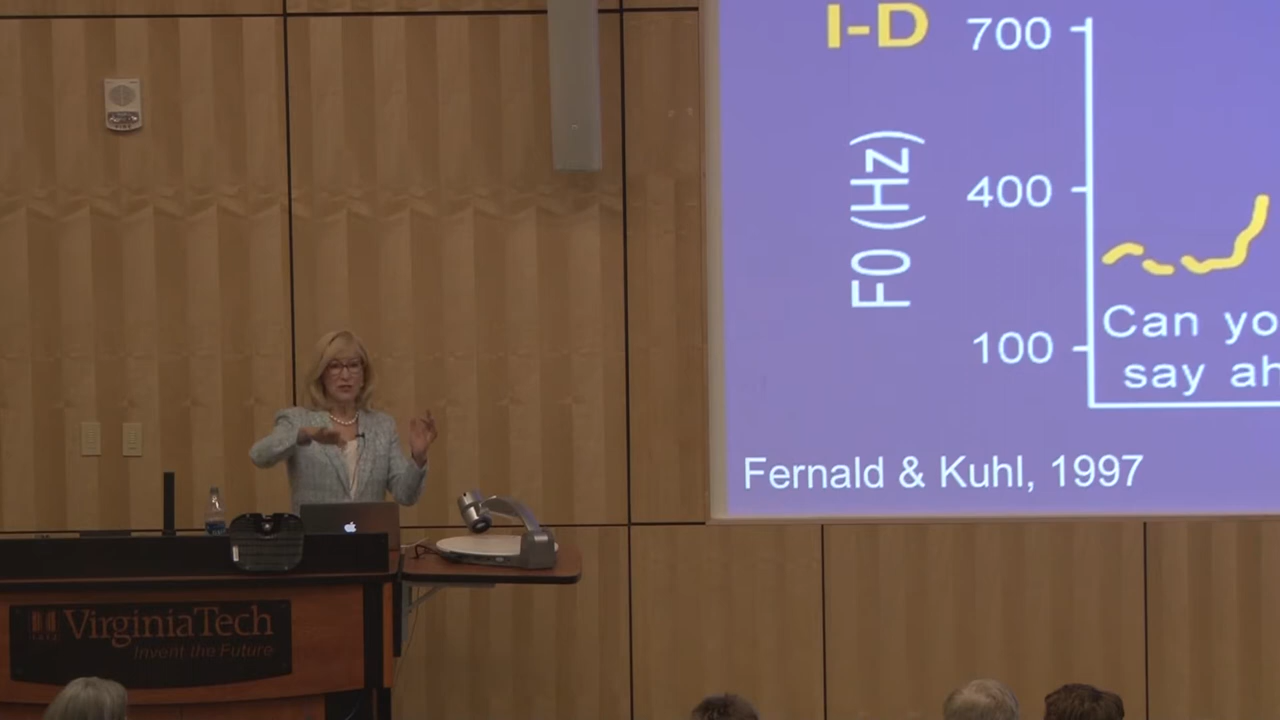 I-D
700
400
100
F0 (Hz)
Can yo
say ah
Fernald & Kuhl, 1997
VirginiaTech
Invent the Future